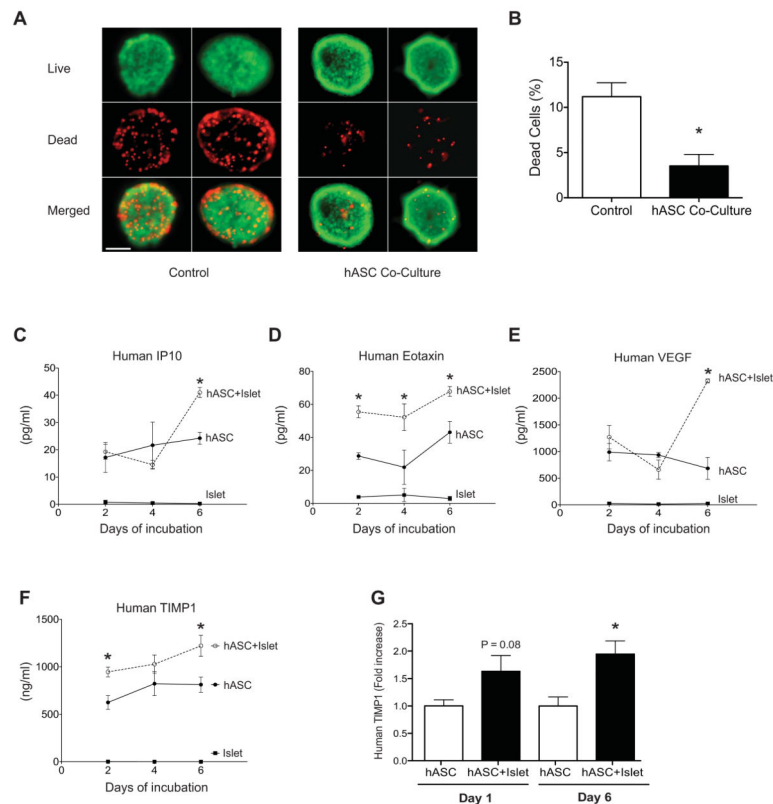 A
Live
Dead
Merged
Control
hASC Co-Culture
B
Dead Cells (%)
15
10
5
0
*
Control
hASC Co-Culture
C
Human IP10
(pg/ml)
50
40
30
20
10
0
*
hASC+Islet
hASC
Islet
0 2 4 6
Days of incubation
D
Human Eotaxin
(pg/ml)
80
60
40
20
0
* * *
hASC+Islet
hASC
Islet
0 2 4 6
Days of incubation
E
Human VEGF
(pg/ml)
2500
2000
1500
1000
500
0
*
hASC+Islet
hASC
Islet
0 2 4 6
Days of incubation
F
Human TIMP1
(ng/ml)
1500
1000
500
0
* *
hASC+Islet
hASC
Islet
0 2 4 6
Days of incubation
G
Human TIMP1 (Fold increase)
2.5
2.0
1.5
1.0
0.5
0.0
P = 0.08
*
hASC hASC+Islet hASC hASC+Islet
Day 1 Day 6